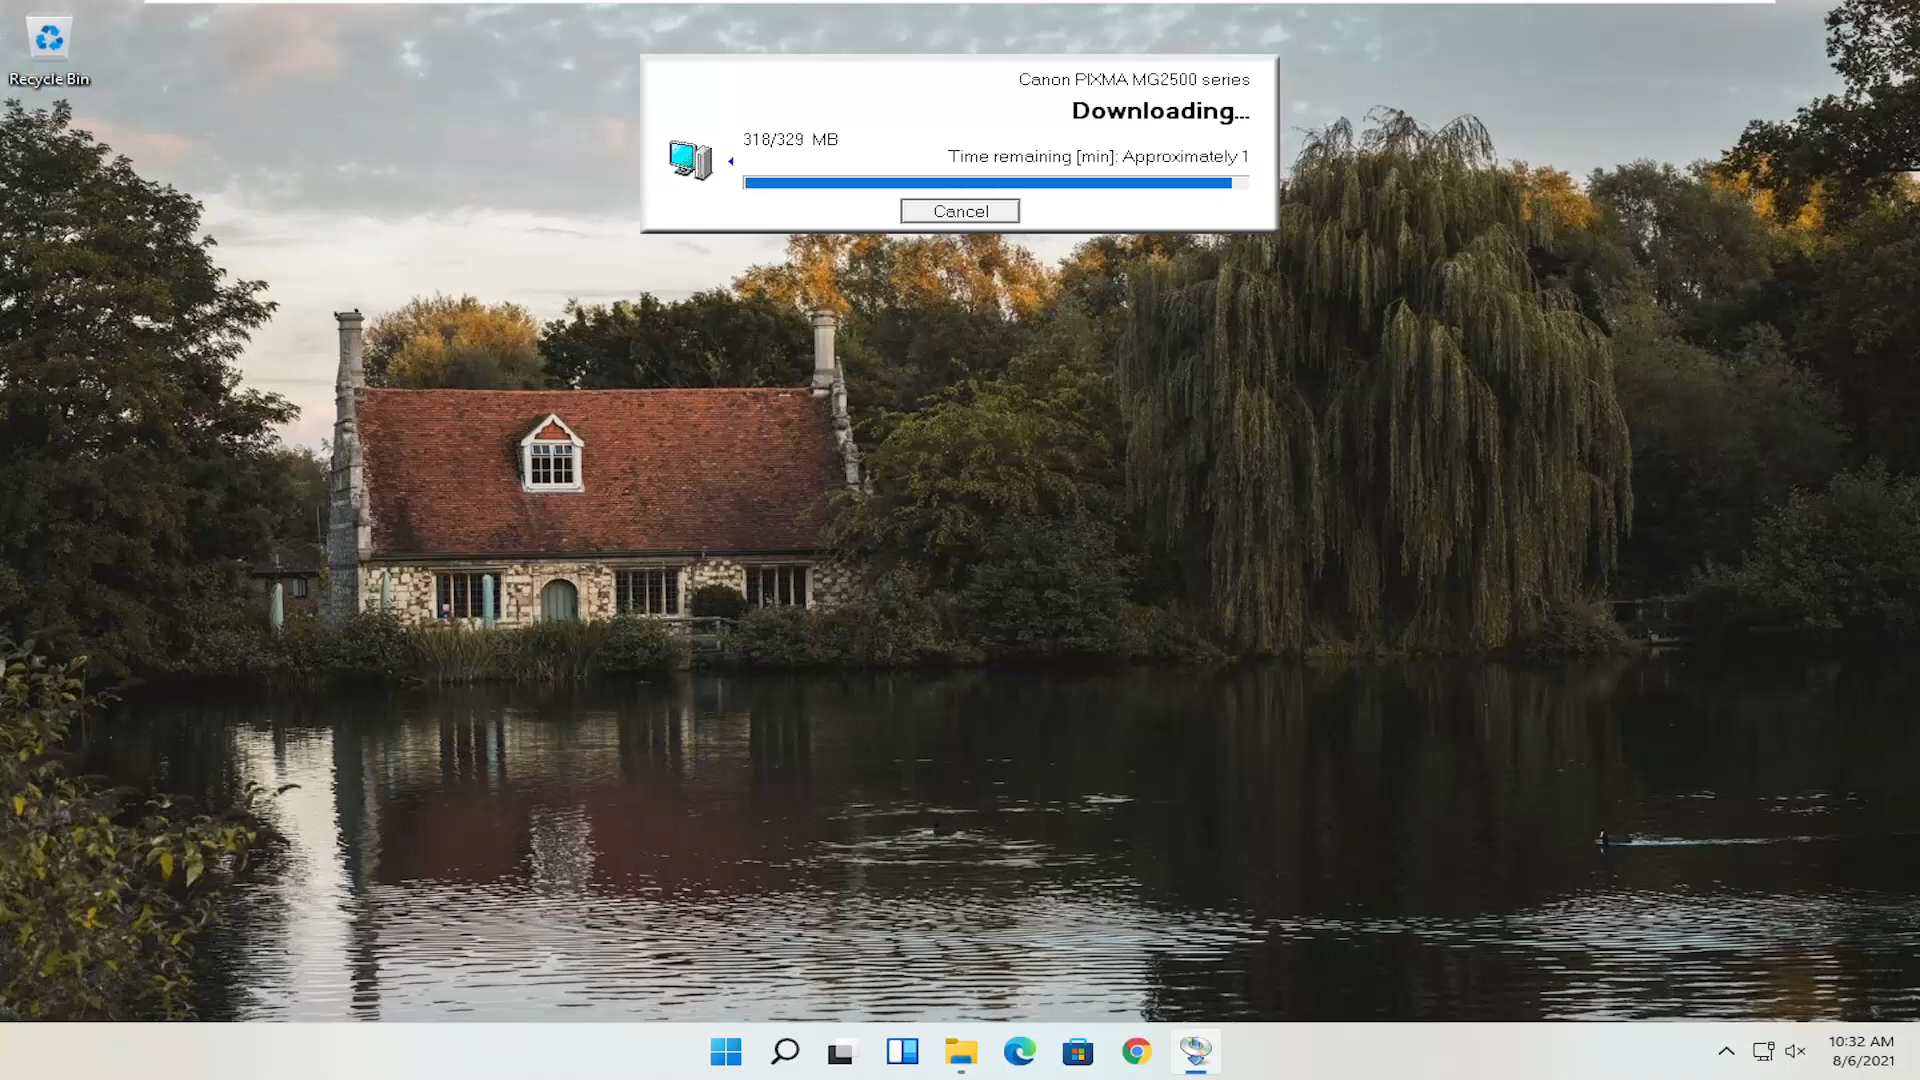 Recycle Bin
Canon PIXMA MG2500 series
Downloading...
318/329 MB
Time remaining [min]: Approximately 1
Cancel
10:32 AM
8/6/2021